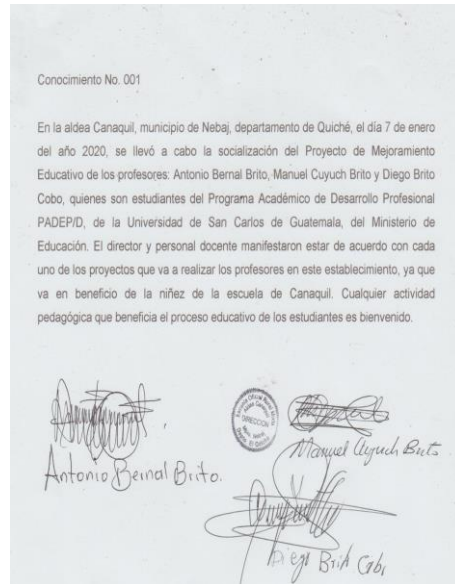 Conocimiento No. 001
En la aldea Canaquil, municipio de Nebaj, departamento de Quiché, el día 7 de enero
del año 2020, se llevó a cabo la socialización del Proyecto de Mejoramiento
Educativo de los profesores: Antonio Bernal Brito, Manuel Cuyuch Brito y Diego Brito
Cobo, quienes son estudiantes del Programa Académico de Desarrollo Profesional
PADEP/D, de la Universidad de San Carlos de Guatemala, del Ministerio de
Educación. El director y personal docente manifestaron estar de acuerdo con cada
uno de los proyectos que va a realizar los profesores en este establecimiento, ya que
va en beneficio de la niñez de la escuela de Canaquil. Cualquier actividad
pedagógica que beneficia el proceso educativo de los estudiantes es bienvenido.
DIRECCION
Manuel Cuyuch Brito
Antonio Bernal Brito.
Diego Brito Cobo